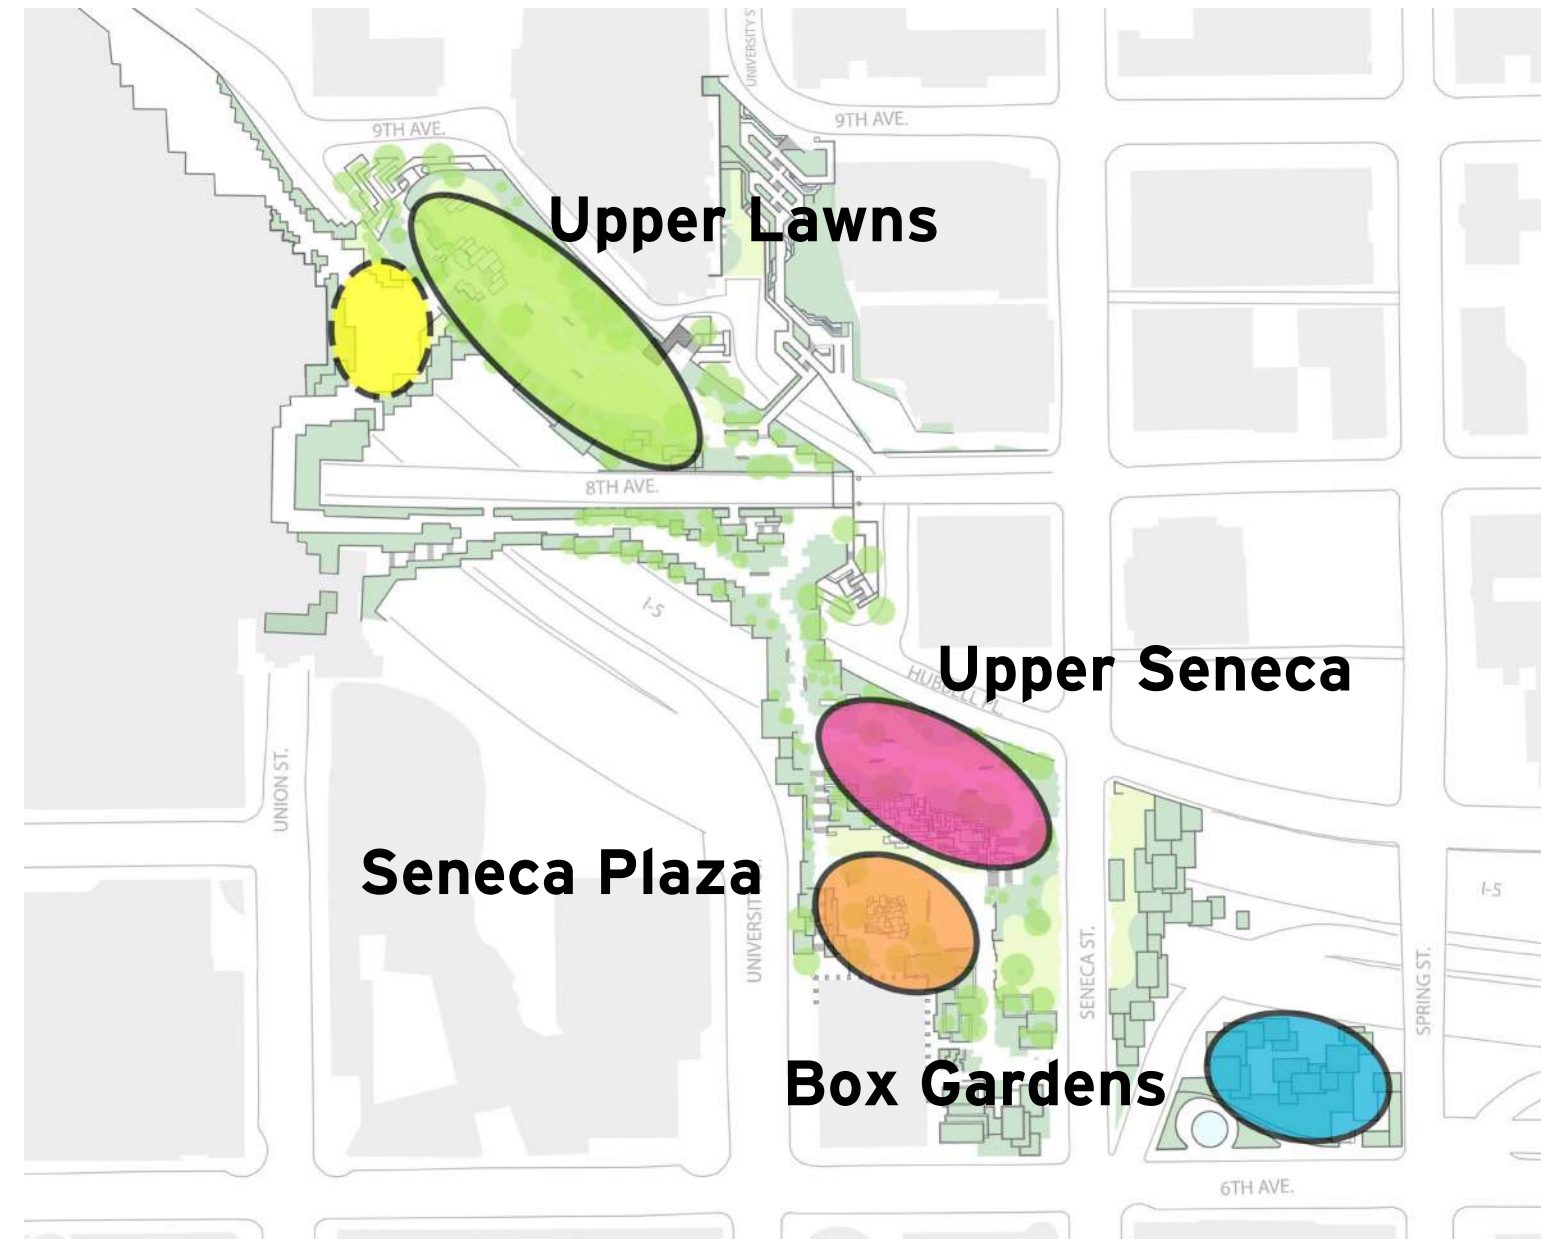 UNIVERSITY S
9TH AVE.
9TH AVE.
Upper Lawns
8TH AVE.
I-5
Upper Seneca
HUBBELL PL.
UNION ST.
Seneca Plaza
UNIVERSITY ST.
I-5
SENECA ST.
SPRING ST.
Box Gardens
6TH AVE.